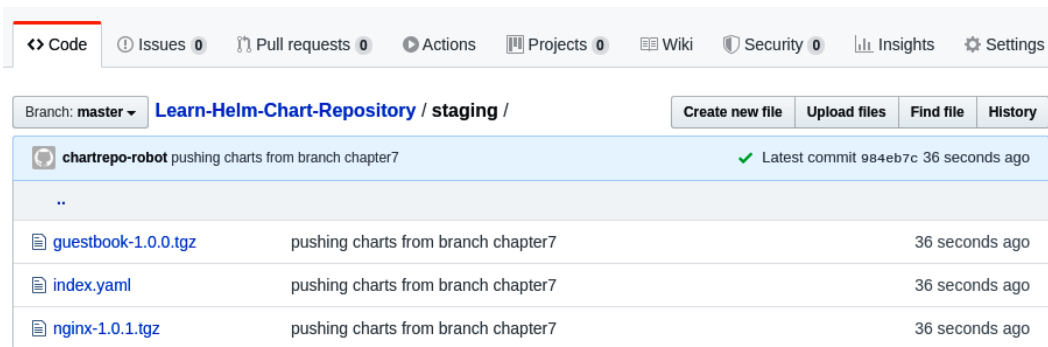 Code Issues 0 Pull requests 0 Actions Projects 0 Wiki Security 0 Insights Settings
Branch: master Learn-Helm-Chart-Repository / staging / Create new file Upload files Find file History
chartrepo-robot pushing charts from branch chapter7 Latest commit 984eb7c 36 seconds ago
..
guestbook-1.0.0.tgz pushing charts from branch chapter7 36 seconds ago
index.yaml pushing charts from branch chapter7 36 seconds ago
nginx-1.0.1.tgz pushing charts from branch chapter7 36 seconds ago